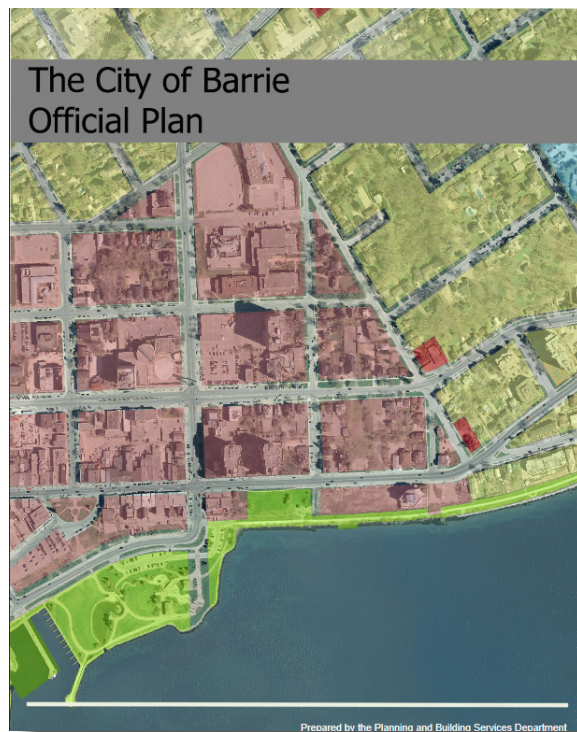 The City of Barrie
Official Plan
Prepared by the Planning and Building Services Department